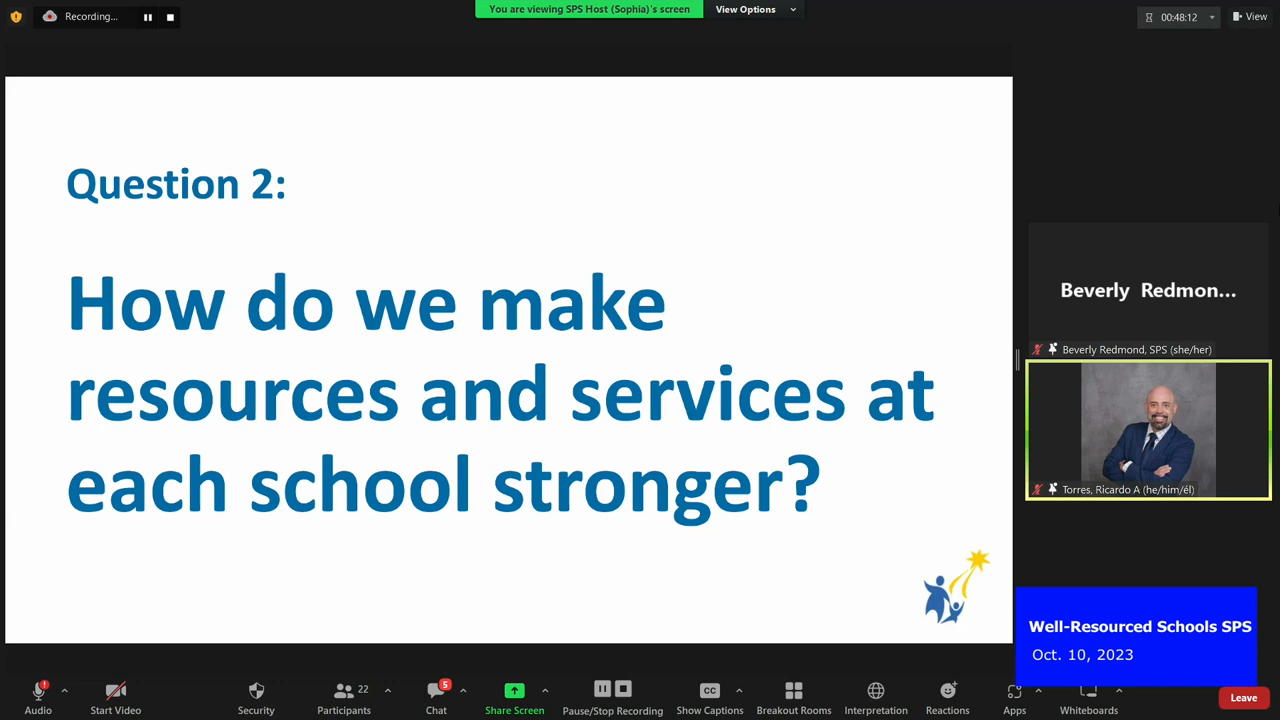 Recording...
You are viewing SPS Host (Sophia)'s screen
View Options
00:48:12
View
Question 2:
How do we make
resources and services at
each school stronger?
Beverly Redmon...
Beverly Redmond, SPS (she/her)
Torres, Ricardo A (he/him/él)
Well-Resourced Schools SPS
Oct. 10, 2023
Audio
Start Video
Security
22
Participants
5
Chat
Share Screen
Pause/Stop Recording
CC
Show Captions
Breakout Rooms
Interpretation
Reactions
Apps
Whiteboards
Leave